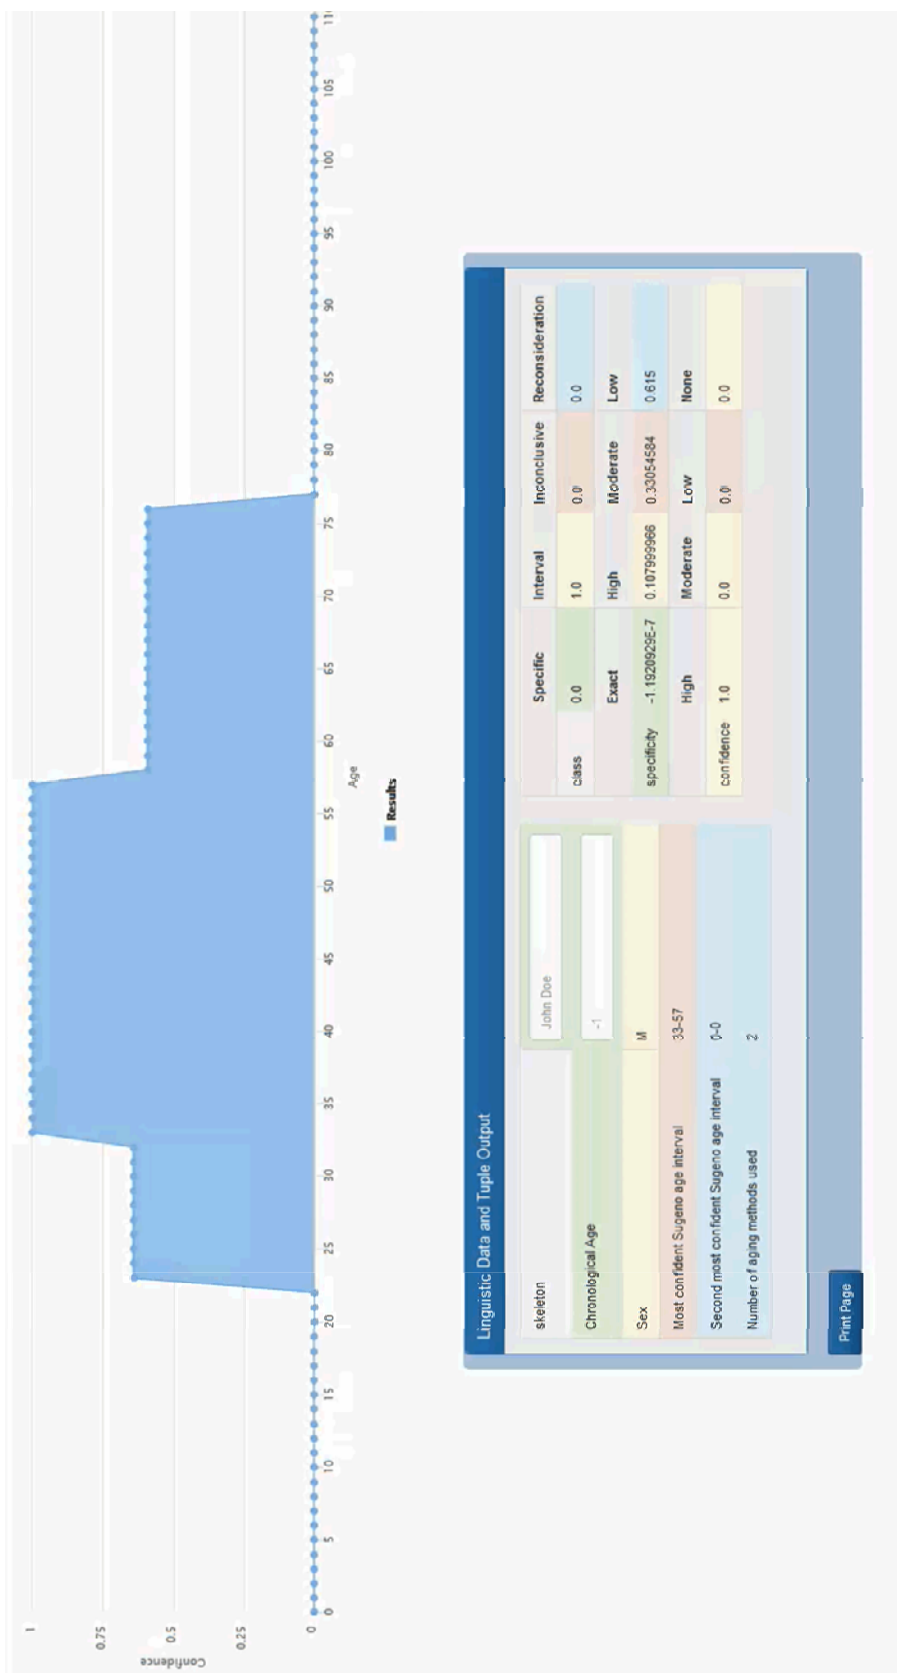 1
0.75
0.5
0.25
0
Confidence
0 5 10 15 20 25 30 35 40 45 50 55 60 65 70 75 80 85 90 95 100 105 11
Age
Results
Linguistic Data and Tuple Output
skeleton John Doe
Chronological Age -1
Sex M
Most confident Sugeno age interval 33-57
Second most confident Sugeno age interval 0-0
Number of aging methods used 2
Specific Interval Inconclusive Reconsideration
class 0.0 1.0 0.0 0.0
Exact High Moderate Low
specificity -1.1920929E-7 0.107999966 0.33054584 0.615
High Moderate Low None
confidence 1.0 0.0 0.0 0.0
Print Page